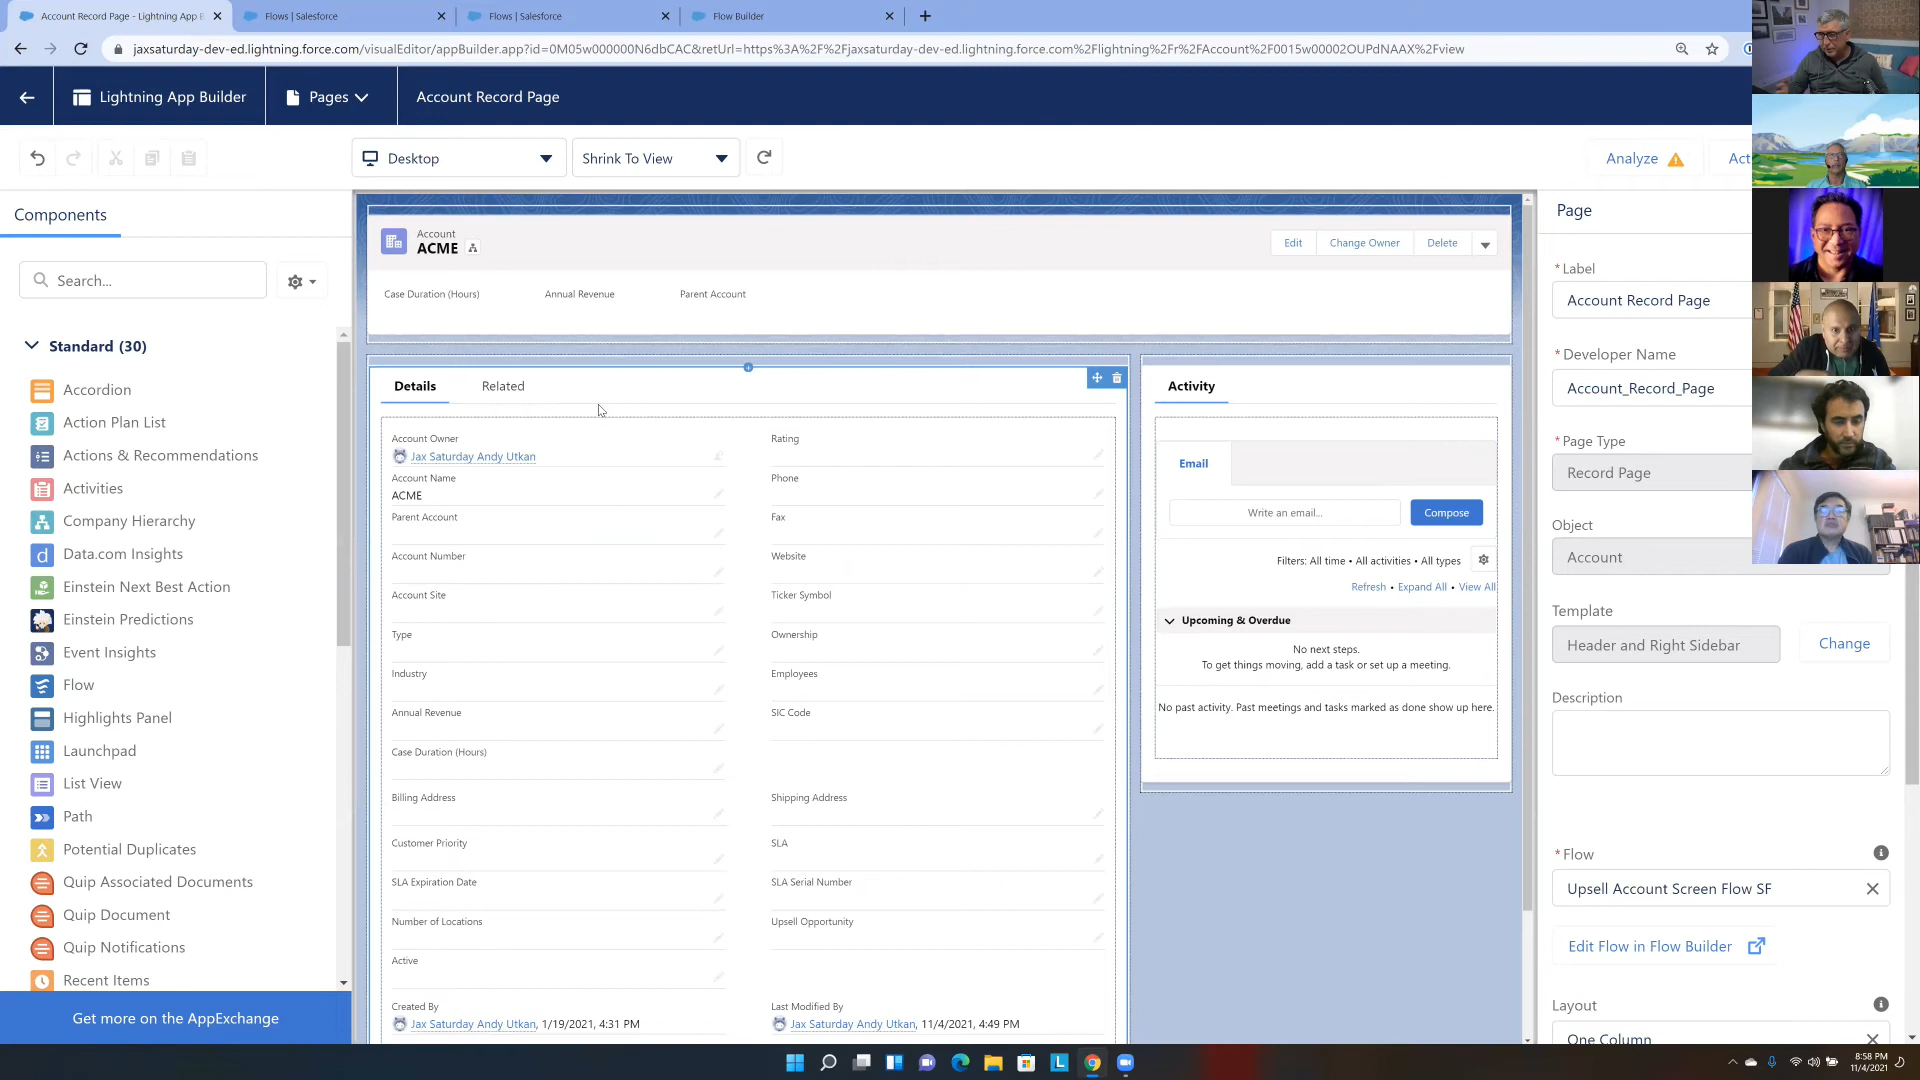 Account Record Page - Lightning App B
Flows | Salesforce
Flows | Salesforce
Flow Builder
jaxsaturday-dev-ed.lightning.force.com/visualEditor/appBuilder.app?id=0M05w000000N6dbCAC&retUrl=https%3A%2F%2Fjaxsaturday-dev-ed.lightning.force.com%2Flightning%2Fr%2FAccount%2F0015w00002OUPdNAAX%2Fview
Lightning App Builder
Pages
Account Record Page
Desktop
Shrink To View
Analyze
Act
Components
Search...
Standard (30)
Accordion
Action Plan List
Actions & Recommendations
Activities
Company Hierarchy
Data.com Insights
Einstein Next Best Action
Einstein Predictions
Event Insights
Flow
Highlights Panel
Launchpad
List View
Path
Potential Duplicates
Quip Associated Documents
Quip Document
Quip Notifications
Recent Items
Get more on the AppExchange
Account
ACME
Edit
Change Owner
Delete
Case Duration (Hours)
Annual Revenue
Parent Account
Details
Related
Account Owner
Jax Saturday Andy Utkan
Rating
Account Name
ACME
Phone
Parent Account
Fax
Account Number
Website
Account Site
Ticker Symbol
Type
Ownership
Industry
Employees
Annual Revenue
SIC Code
Case Duration (Hours)
Billing Address
Shipping Address
Customer Priority
SLA
SLA Expiration Date
SLA Serial Number
Number of Locations
Upsell Opportunity
Active
Created By
Jax Saturday Andy Utkan, 1/19/2021, 4:31 PM
Last Modified By
Jax Saturday Andy Utkan, 11/4/2021, 4:49 PM
Activity
Email
Write an email...
Compose
Filters: All time • All activities • All types
Refresh • Expand All • View All
Upcoming & Overdue
No next steps.
To get things moving, add a task or set up a meeting.
No past activity. Past meetings and tasks marked as done show up here.
Page
* Label
Account Record Page
* Developer Name
Account_Record_Page
* Page Type
Record Page
Object
Account
Template
Header and Right Sidebar
Change
Description
* Flow
Upsell Account Screen Flow SF
Edit Flow in Flow Builder
Layout
One Column
8:58 PM
11/4/2021